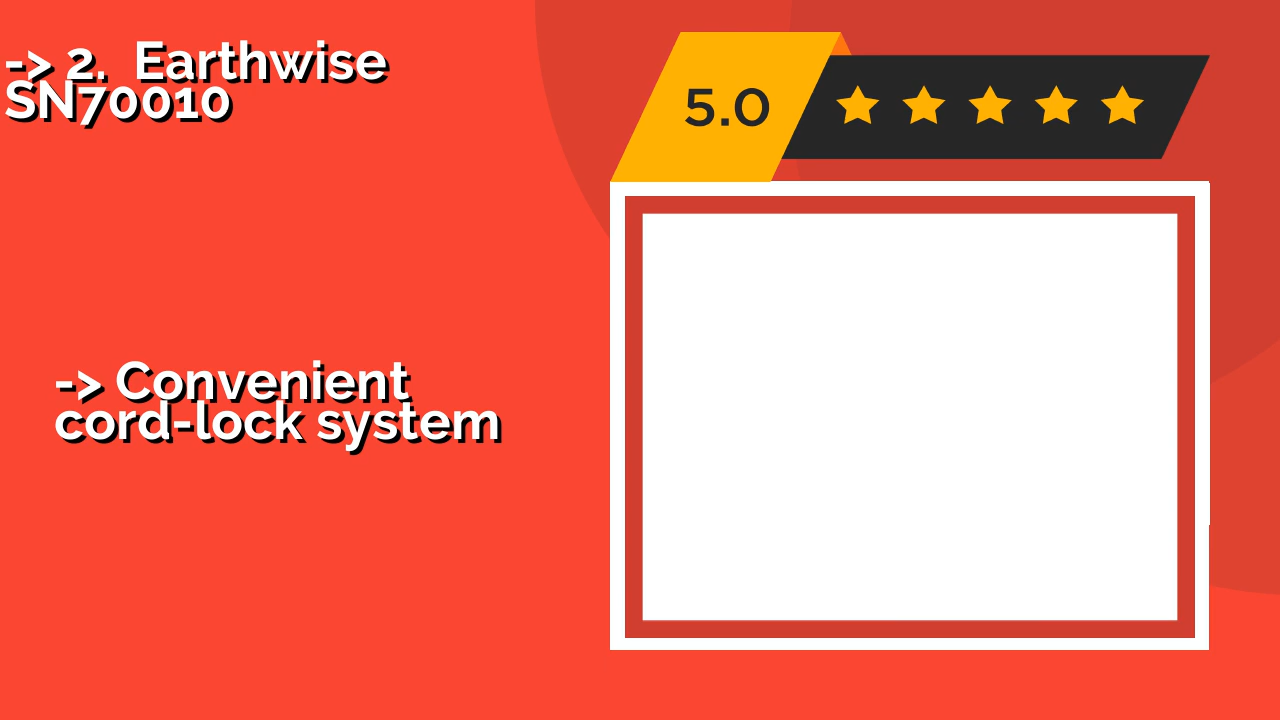 -> 2.  Earthwise
SN70010
5.0
-> Convenient
cord-lock system